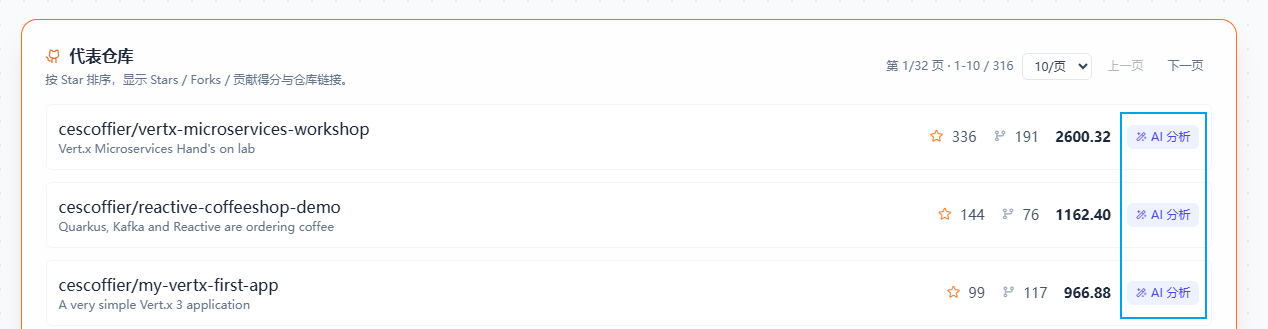 代表仓库
按 Star 排序，显示 Stars / Forks / 贡献得分与仓库链接。
第 1/32 页 · 1-10 / 316 10/页 上一页 下一页
cescoffier/vertx-microservices-workshop
Vert.x Microservices Hand's on lab
336 191 2600.32 AI 分析
cescoffier/reactive-coffeeshop-demo
Quarkus, Kafka and Reactive are ordering coffee
144 76 1162.40 AI 分析
cescoffier/my-vertx-first-app
A very simple Vert.x 3 application
99 117 966.88 AI 分析